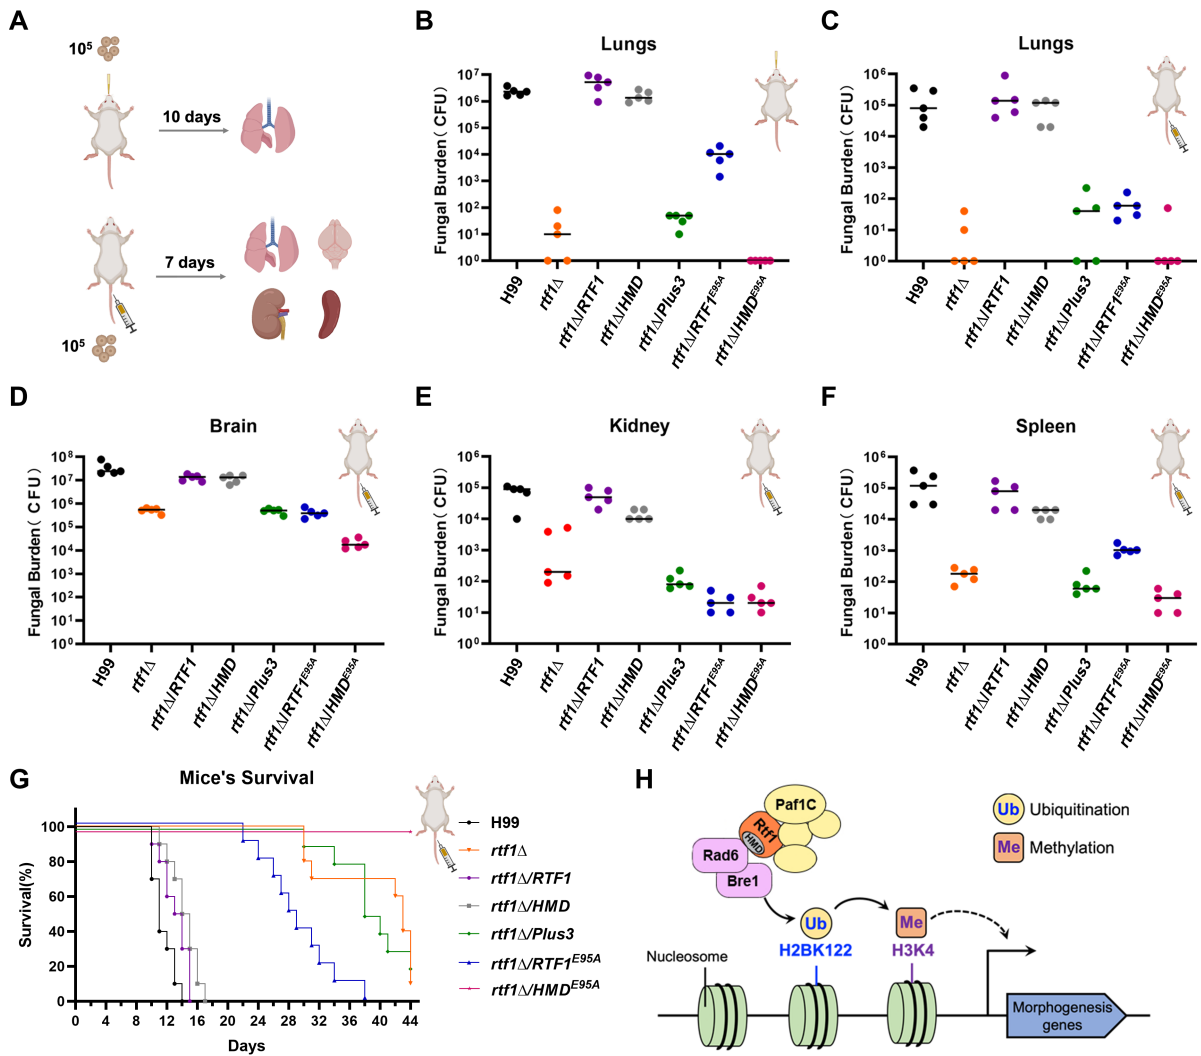 A
10⁵
10 days
7 days
10⁵
B
Lungs
Fungal Burden ( CFU)
10⁷
10⁶
10⁵
10⁴
10³
10²
10¹
10⁰
H99
rtf1Δ
rtf1Δ/RTF1
rtf1Δ/HMD
rtf1Δ/Plus3
rtf1Δ/RTF1ᴱ⁹⁵ᴬ
rtf1Δ/HMDᴱ⁹⁵ᴬ
C
Lungs
Fungal Burden ( CFU)
10⁶
10⁵
10⁴
10³
10²
10¹
10⁰
H99
rtf1Δ
rtf1Δ/RTF1
rtf1Δ/HMD
rtf1Δ/Plus3
rtf1Δ/RTF1ᴱ⁹⁵ᴬ
rtf1Δ/HMDᴱ⁹⁵ᴬ
D
Brain
Fungal Burden ( CFU)
10⁸
10⁷
10⁶
10⁵
10⁴
10³
10²
10¹
10⁰
H99
rtf1Δ
rtf1Δ/RTF1
rtf1Δ/HMD
rtf1Δ/Plus3
rtf1Δ/RTF1ᴱ⁹⁵ᴬ
rtf1Δ/HMDᴱ⁹⁵ᴬ
E
Kidney
Fungal Burden ( CFU)
10⁶
10⁵
10⁴
10³
10²
10¹
10⁰
H99
rtf1Δ
rtf1Δ/RTF1
rtf1Δ/HMD
rtf1Δ/Plus3
rtf1Δ/RTF1ᴱ⁹⁵ᴬ
rtf1Δ/HMDᴱ⁹⁵ᴬ
F
Spleen
Fungal Burden ( CFU)
10⁶
10⁵
10⁴
10³
10²
10¹
10⁰
H99
rtf1Δ
rtf1Δ/RTF1
rtf1Δ/HMD
rtf1Δ/Plus3
rtf1Δ/RTF1ᴱ⁹⁵ᴬ
rtf1Δ/HMDᴱ⁹⁵ᴬ
G
Mice's Survival
Survival(%)
100
80
60
40
20
0
0 4 8 12 16 20 24 28 32 36 40 44
Days
H99
rtf1Δ
rtf1Δ/RTF1
rtf1Δ/HMD
rtf1Δ/Plus3
rtf1Δ/RTF1ᴱ⁹⁵ᴬ
rtf1Δ/HMDᴱ⁹⁵ᴬ
H
Paf1C
Rtf1
HMD
Rad6
Bre1
Ub Ubiquitination
Me Methylation
Ub
Me
H2BK122
H3K4
Nucleosome
Morphogenesis
genes